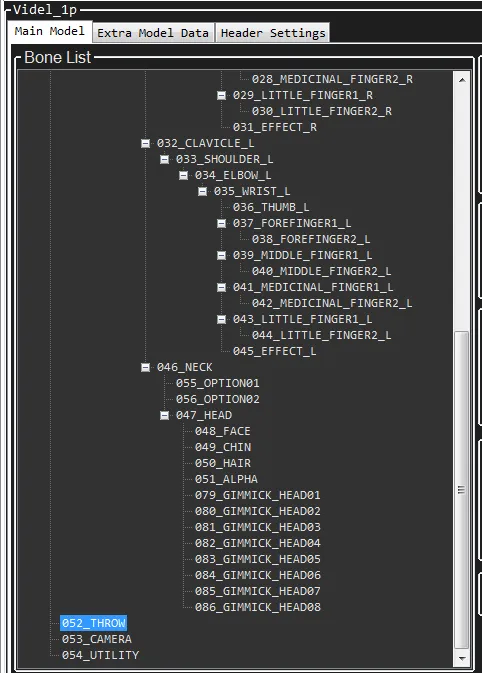 Videl_1p
Main Model Extra Model Data Header Settings
Bone List
028_MEDICINAL_FINGER2_R
029_LITTLE_FINGER1_R
030_LITTLE_FINGER2_R
031_EFFECT_R
032_CLAVICLE_L
033_SHOULDER_L
034_ELBOW_L
035_WRIST_L
036_THUMB_L
037_FOREFINGER1_L
038_FOREFINGER2_L
039_MIDDLE_FINGER1_L
040_MIDDLE_FINGER2_L
041_MEDICINAL_FINGER1_L
042_MEDICINAL_FINGER2_L
043_LITTLE_FINGER1_L
044_LITTLE_FINGER2_L
045_EFFECT_L
046_NECK
055_OPTION01
056_OPTION02
047_HEAD
048_FACE
049_CHIN
050_HAIR
051_ALPHA
079_GIMMICK_HEAD01
080_GIMMICK_HEAD02
081_GIMMICK_HEAD03
082_GIMMICK_HEAD04
083_GIMMICK_HEAD05
084_GIMMICK_HEAD06
085_GIMMICK_HEAD07
086_GIMMICK_HEAD08
052_THROW
053_CAMERA
054_UTILITY